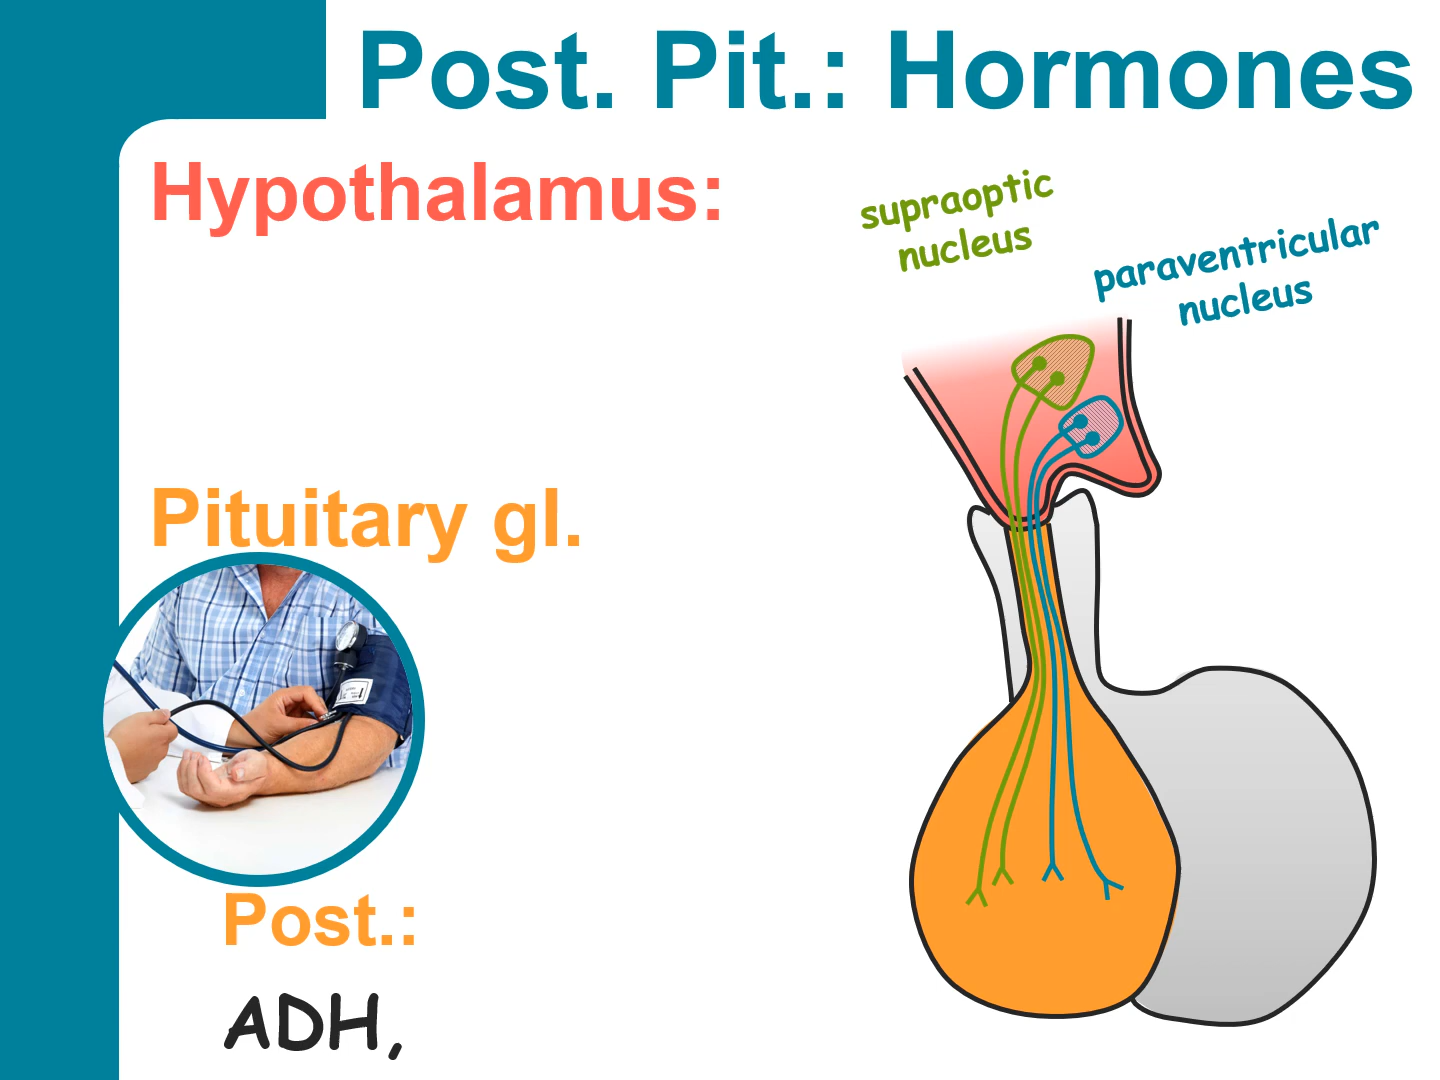 Post. Pit.: Hormones
Hypothalamus:
supraoptic
nucleus
paraventricular
nucleus
Pituitary gl.
Post.:
ADH,